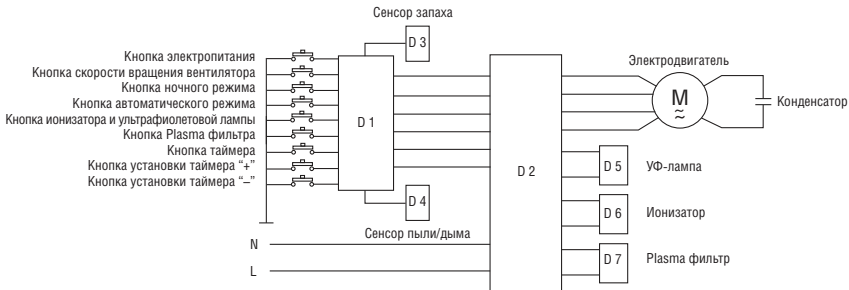 Сенсор запаха
D 3
Кнопка электропитания
Кнопка скорости вращения вентилятора
Кнопка ночного режима
Кнопка автоматического режима
Кнопка ионизатора и ультрафиолетовой лампы
Кнопка Plasma фильтра
Кнопка таймера
Кнопка установки таймера “+”
Кнопка установки таймера “–”
D 1
D 4
Сенсор пыли/дыма
N
L
D 2
Электродвигатель
M
≈
Конденсатор
D 5
УФ-лампа
D 6
Ионизатор
D 7
Plasma фильтр